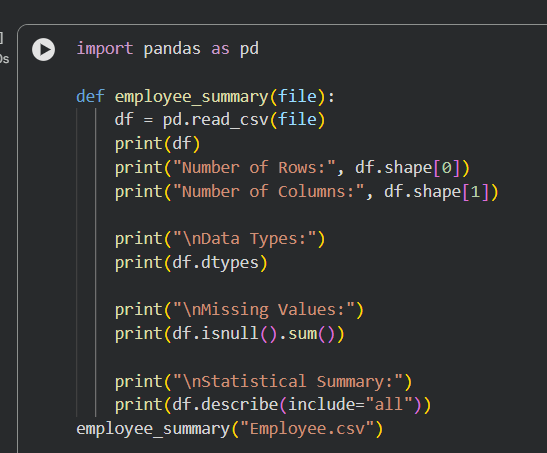 ]
0s
import pandas as pd
def employee_summary(file):
df = pd.read_csv(file)
print(df)
print("Number of Rows:", df.shape[0])
print("Number of Columns:", df.shape[1])
print("\nData Types:")
print(df.dtypes)
print("\nMissing Values:")
print(df.isnull().sum())
print("\nStatistical Summary:")
print(df.describe(include="all"))
employee_summary("Employee.csv")